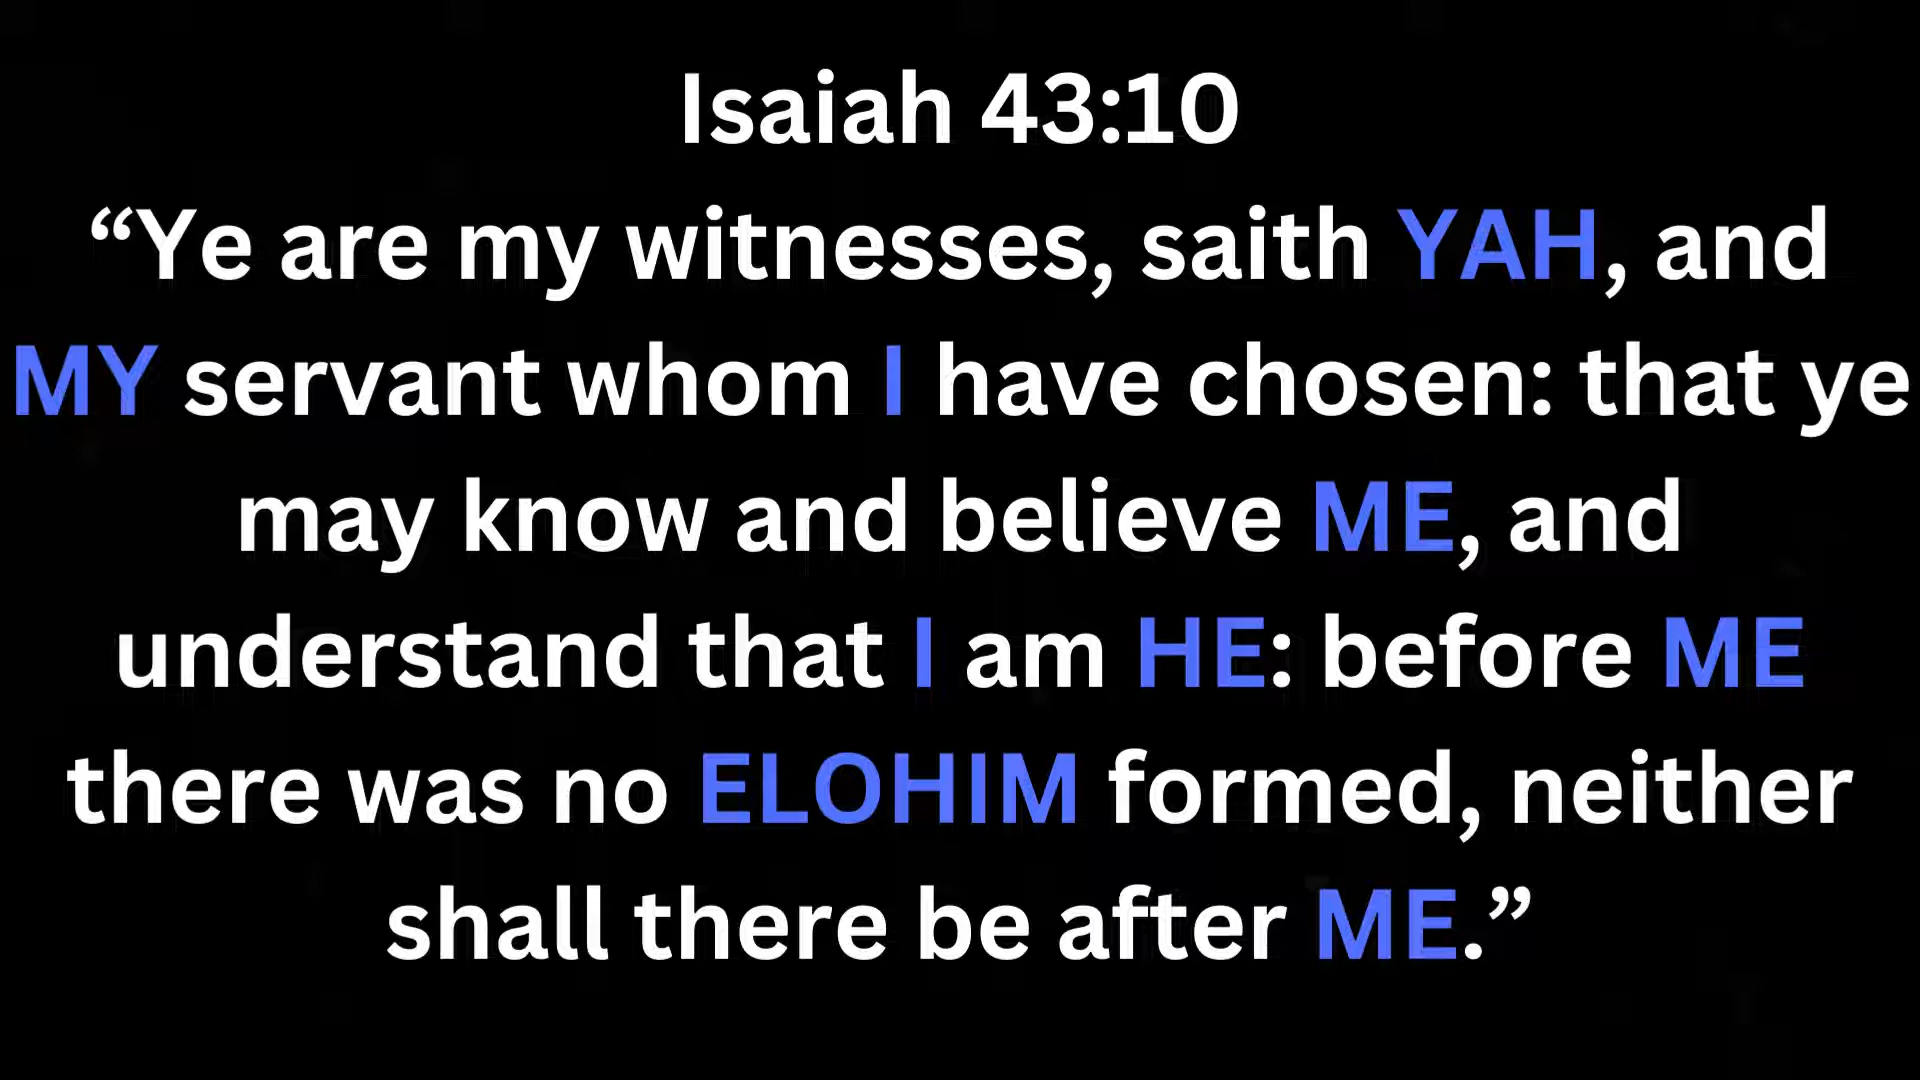 Isaiah 43:10
“Ye are my witnesses, saith YAH, and
MY servant whom I have chosen: that ye
may know and believe ME, and
understand that I am HE: before ME
there was no ELOHIM formed, neither
shall there be after ME.”